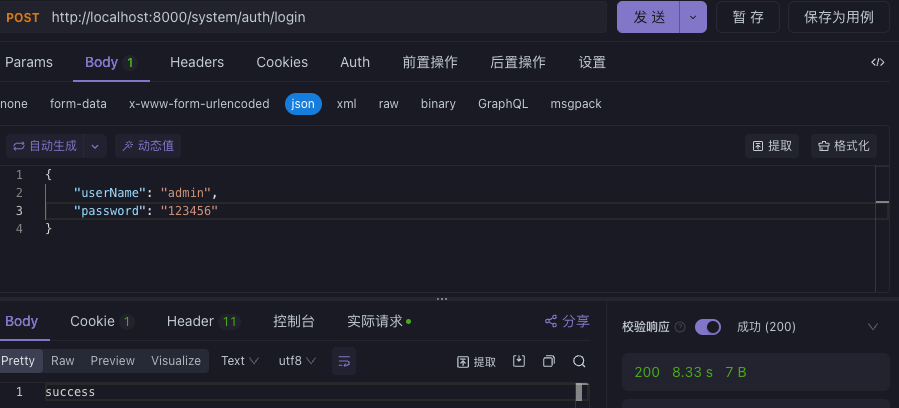 POST http://localhost:8000/system/auth/login 发 送 暂 存 保存为用例
Params Body 1 Headers Cookies Auth 前置操作 后置操作 设置 </>
none form-data x-www-form-urlencoded json xml raw binary GraphQL msgpack
自动生成 动态值 提取 格式化
1 {
2 "userName": "admin",
3 "password": "123456"
4 }
Body Cookie 1 Header 11 控制台 实际请求 分享
Pretty Raw Preview Visualize Text utf8 提取
1 success
校验响应 成功 (200)
200 8.33 s 7 B